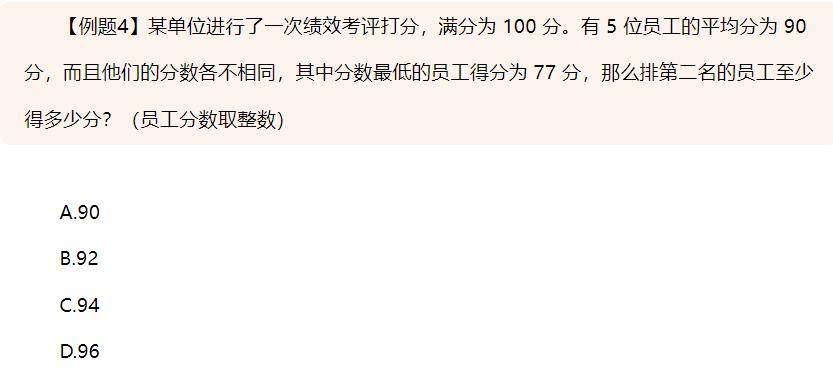 【例题4】某单位进行了一次绩效考评打分，满分为 100 分。有 5 位员工的平均分为 90
分，而且他们的分数各不相同，其中分数最低的员工得分为 77 分，那么排第二名的员工至少
得多少分？（员工分数取整数）
A.90
B.92
C.94
D.96